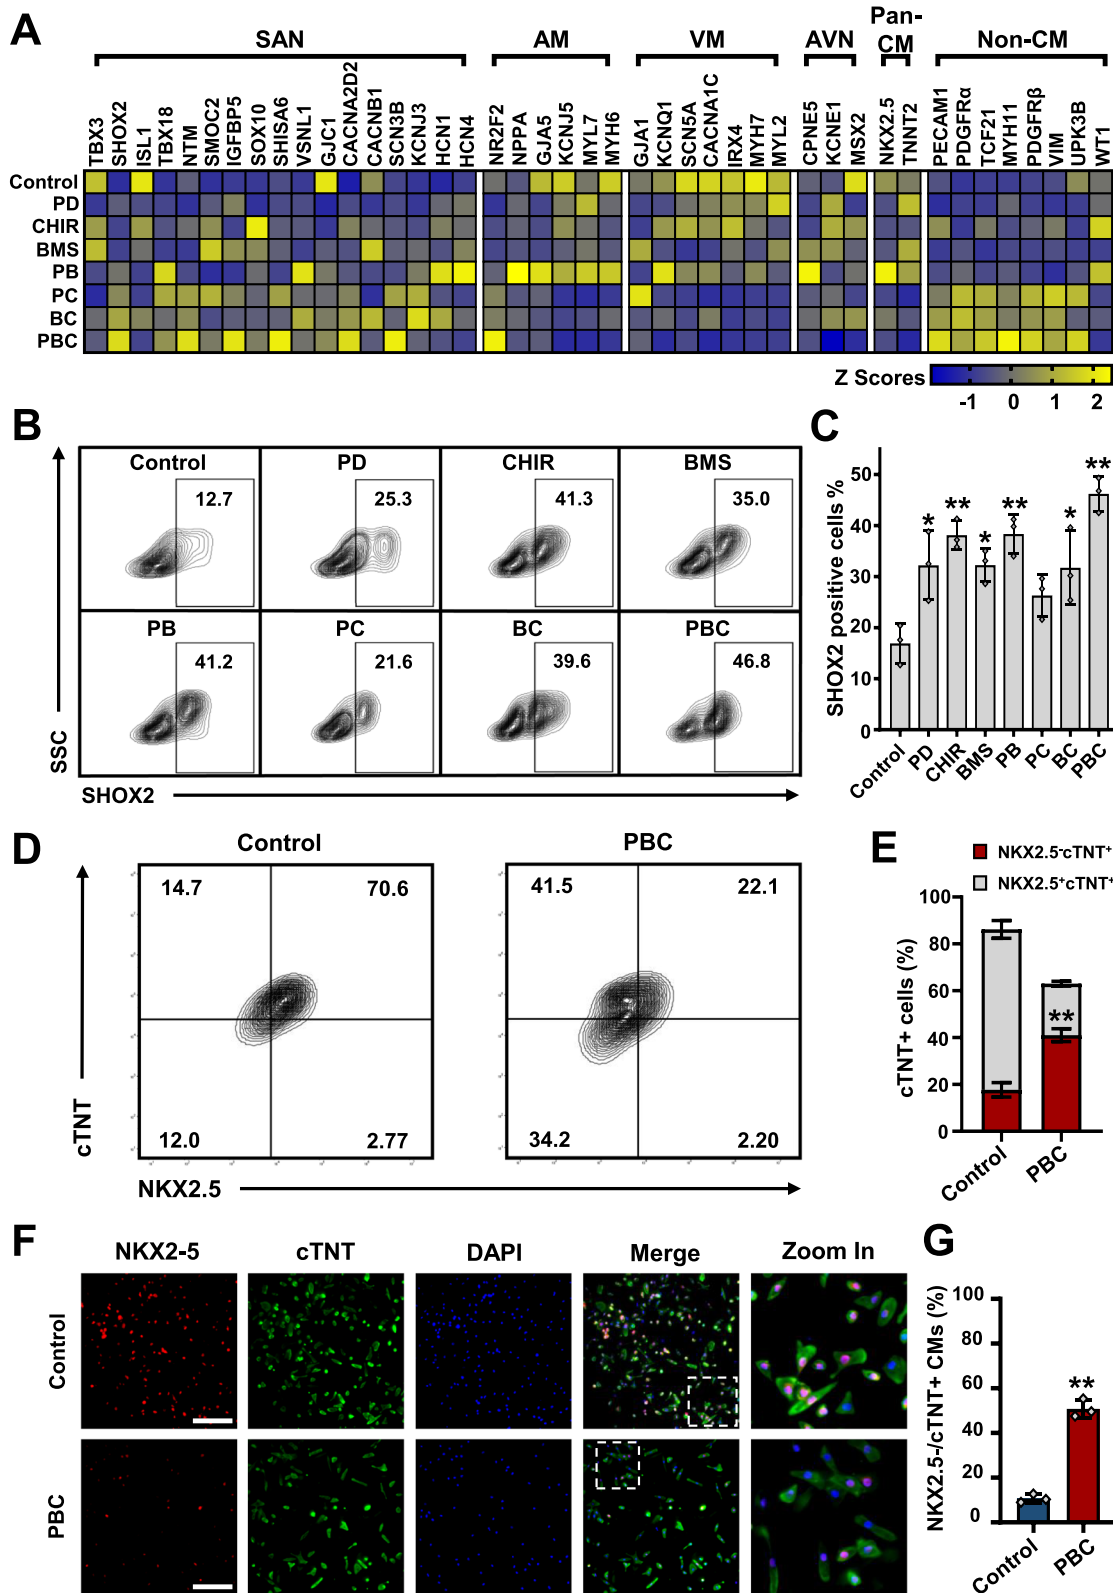 A
SAN
AM
VM
AVN
Pan-
CM
Non-CM
TBX3
SHOX2
ISL1
TBX18
NTM
SMOC2
IGFBP5
SOX10
SHISA6
VSNL1
GJC1
CACNA2D2
CACNB1
SCN3B
KCNJ3
HCN1
HCN4
NR2F2
NPPA
GJA5
KCNJ5
MYL7
MYH6
GJA1
KCNQ1
SCN5A
CACNA1C
IRX4
MYH7
MYL2
CPNE5
KCNE1
MSX2
NKX2.5
TNNT2
PECAM1
PDGFRα
TCF21
MYH11
PDGFRβ
VIM
UPK3B
WT1
Control
PD
CHIR
BMS
PB
PC
BC
PBC
Z Scores
-1 0 1 2
B
Control PD CHIR BMS
12.7 25.3 41.3 35.0
PB PC BC PBC
41.2 21.6 39.6 46.8
SSC
SHOX2
C
SHOX2 positive cells %
50
40
30
20
10
0
* ** * ** * **
Control PD CHIR BMS PB PC BC PBC
D
Control PBC
14.7 70.6 41.5 22.1
12.0 2.77 34.2 2.20
cTNT
NKX2.5
E
NKX2.5-cTNT+
NKX2.5+cTNT+
cTNT+ cells (%)
100
80
60
40
20
0
**
Control PBC
F
NKX2-5 cTNT DAPI Merge Zoom In
Control
PBC
G
NKX2.5-/cTNT+ CMs (%)
100
80
60
40
20
0
**
Control PBC